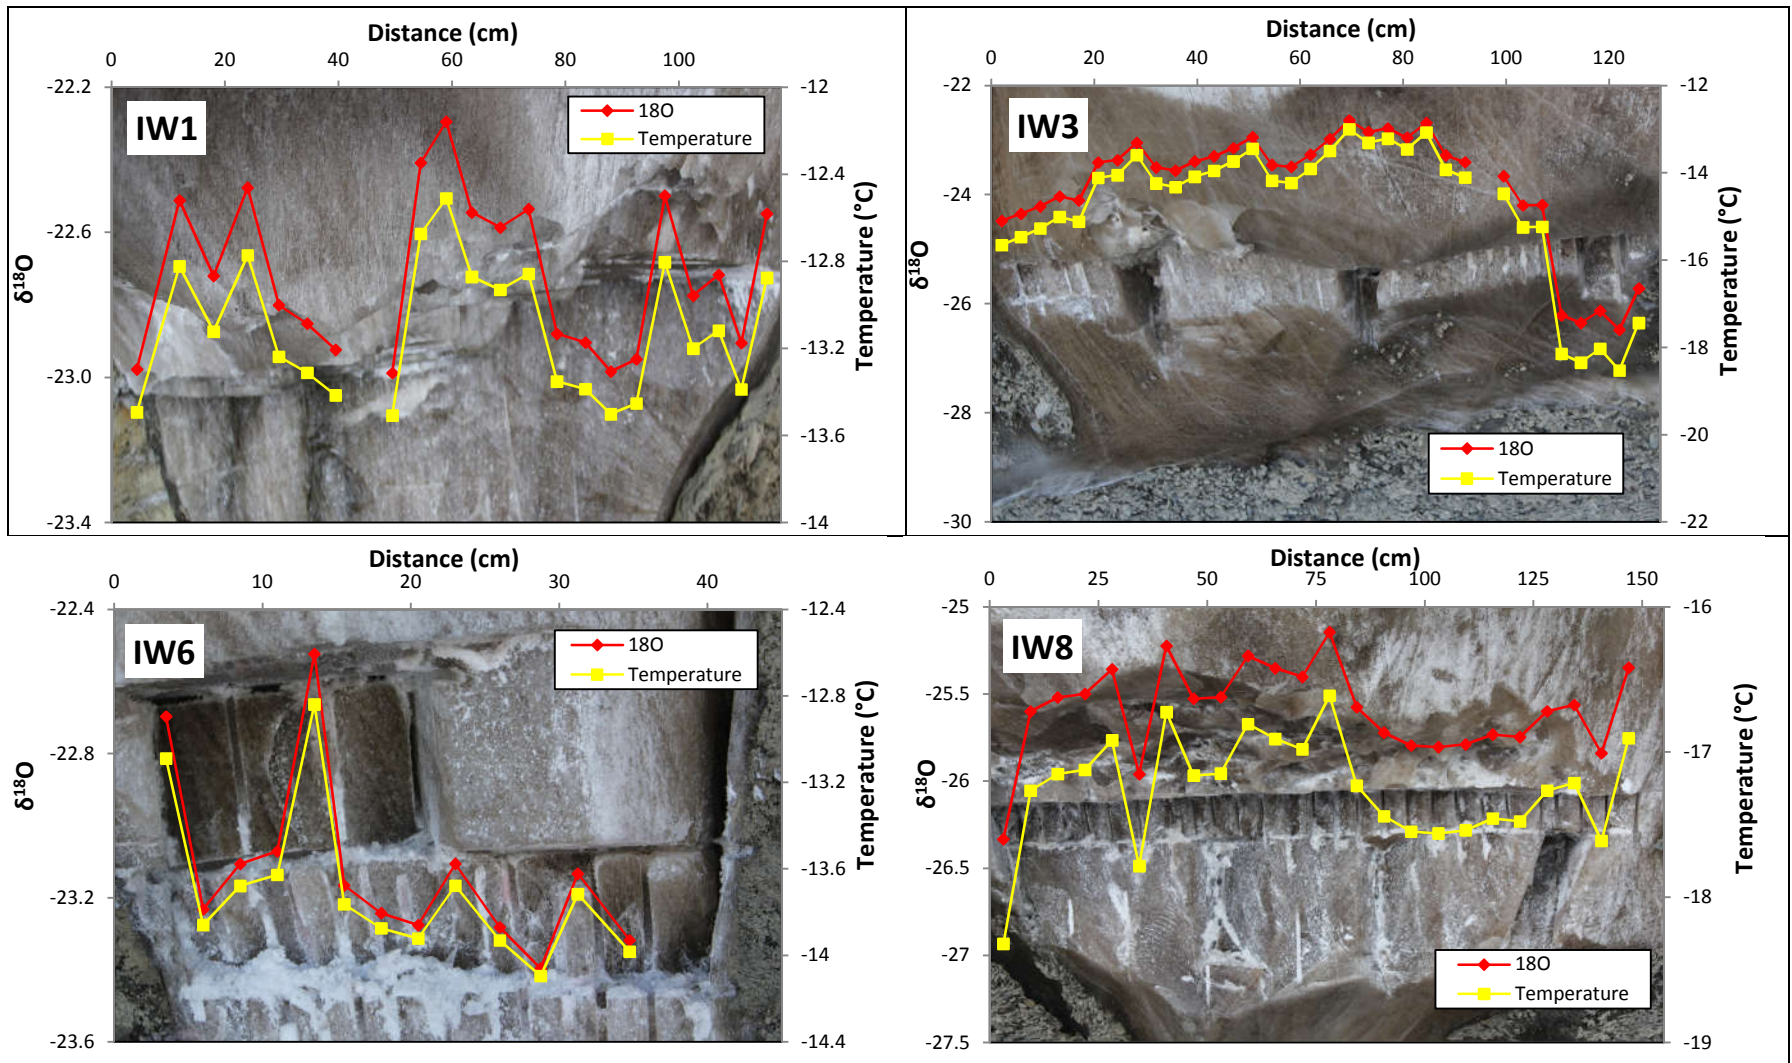 Distance (cm)
0 20 40 60 80 100
-22.2
-22.6
-23.0
-23.4
δ¹⁸O
IW1
18O
Temperature
-12
-12.4
-12.8
-13.2
-13.6
-14
Temperature (°C)
Distance (cm)
0 20 40 60 80 100 120
-22
-24
-26
-28
-30
δ¹⁸O
IW3
18O
Temperature
-12
-14
-16
-18
-20
-22
Temperature (°C)
Distance (cm)
0 10 20 30 40
-22.4
-22.8
-23.2
-23.6
δ¹⁸O
IW6
18O
Temperature
-12.4
-12.8
-13.2
-13.6
-14
-14.4
Temperature (°C)
Distance (cm)
0 25 50 75 100 125 150
-25
-25.5
-26
-26.5
-27
-27.5
δ¹⁸O
IW8
18O
Temperature
-16
-17
-18
-19
Temperature (°C)